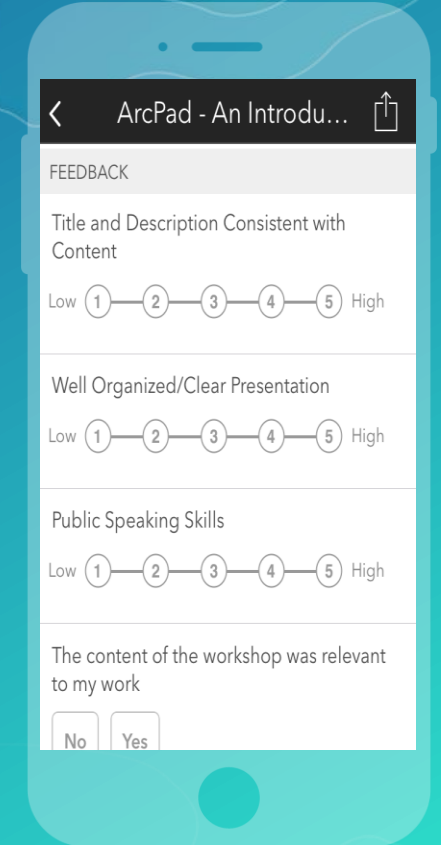 ArcPad - An Introdu...
FEEDBACK
Title and Description Consistent with
Content
Low 1 2 3 4 5 High
Well Organized/Clear Presentation
Low 1 2 3 4 5 High
Public Speaking Skills
Low 1 2 3 4 5 High
The content of the workshop was relevant
to my work
No Yes